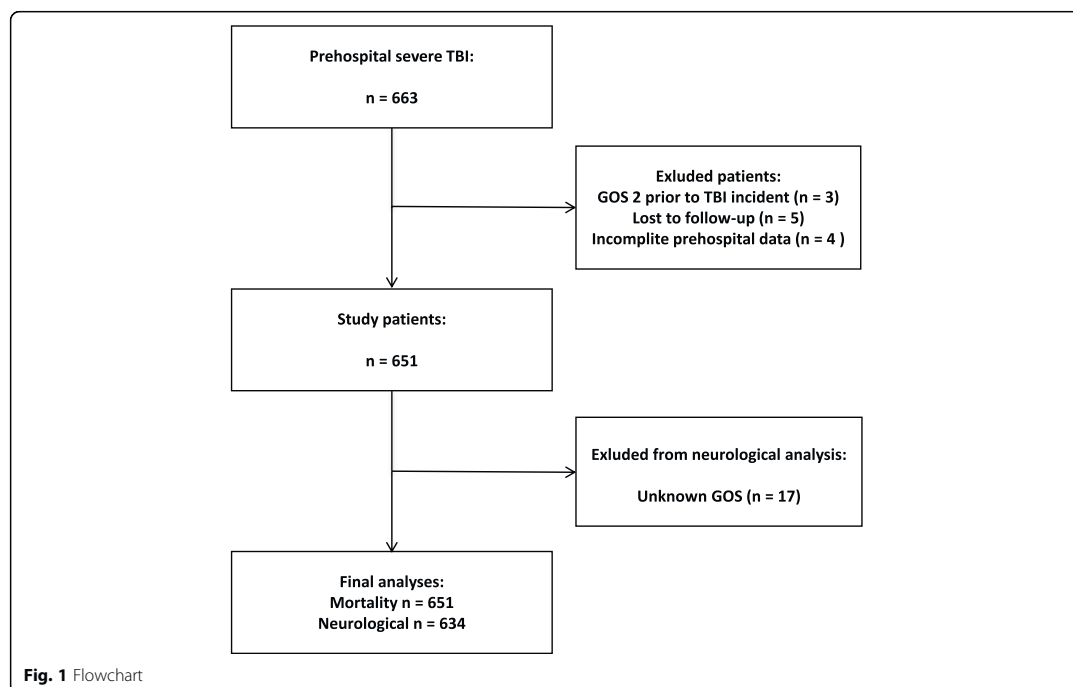 Prehospital severe TBI:
n = 663
Exluded patients:
GOS 2 prior to TBI incident (n = 3)
Lost to follow-up (n = 5)
Incomplite prehospital data (n = 4 )
Study patients:
n = 651
Exluded from neurological analysis:
Unknown GOS (n = 17)
Final analyses:
Mortality n = 651
Neurological n = 634
Fig. 1 Flowchart